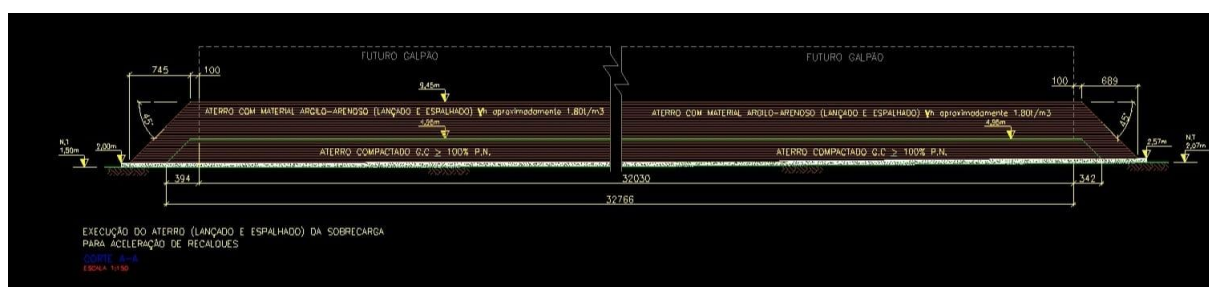 FUTURO GALPÃO
FUTURO GALPÃO
745
100
100
689
9,45m
ATERRO COM MATERIAL ARGILO-ARENOSO (LANÇADO E ESPALHADO) γh aproximadamente 1.80t/m3
ATERRO COM MATERIAL ARGILO-ARENOSO (LANÇADO E ESPALHADO) γh aproximadamente 1.80t/m3
45°
45°
4,98m
4,98m
N.T
1,50m
2,00m
ATERRO COMPACTADO G.C ≥ 100% P.N.
ATERRO COMPACTADO G.C ≥ 100% P.N.
2,57m
N.T
2,07m
394
32030
342
32766
EXECUÇÃO DO ATERRO (LANÇADO E ESPALHADO) DA SOBRECARGA
PARA ACELERAÇÃO DE RECALQUES
CORTE A-A
ESCALA 1:150